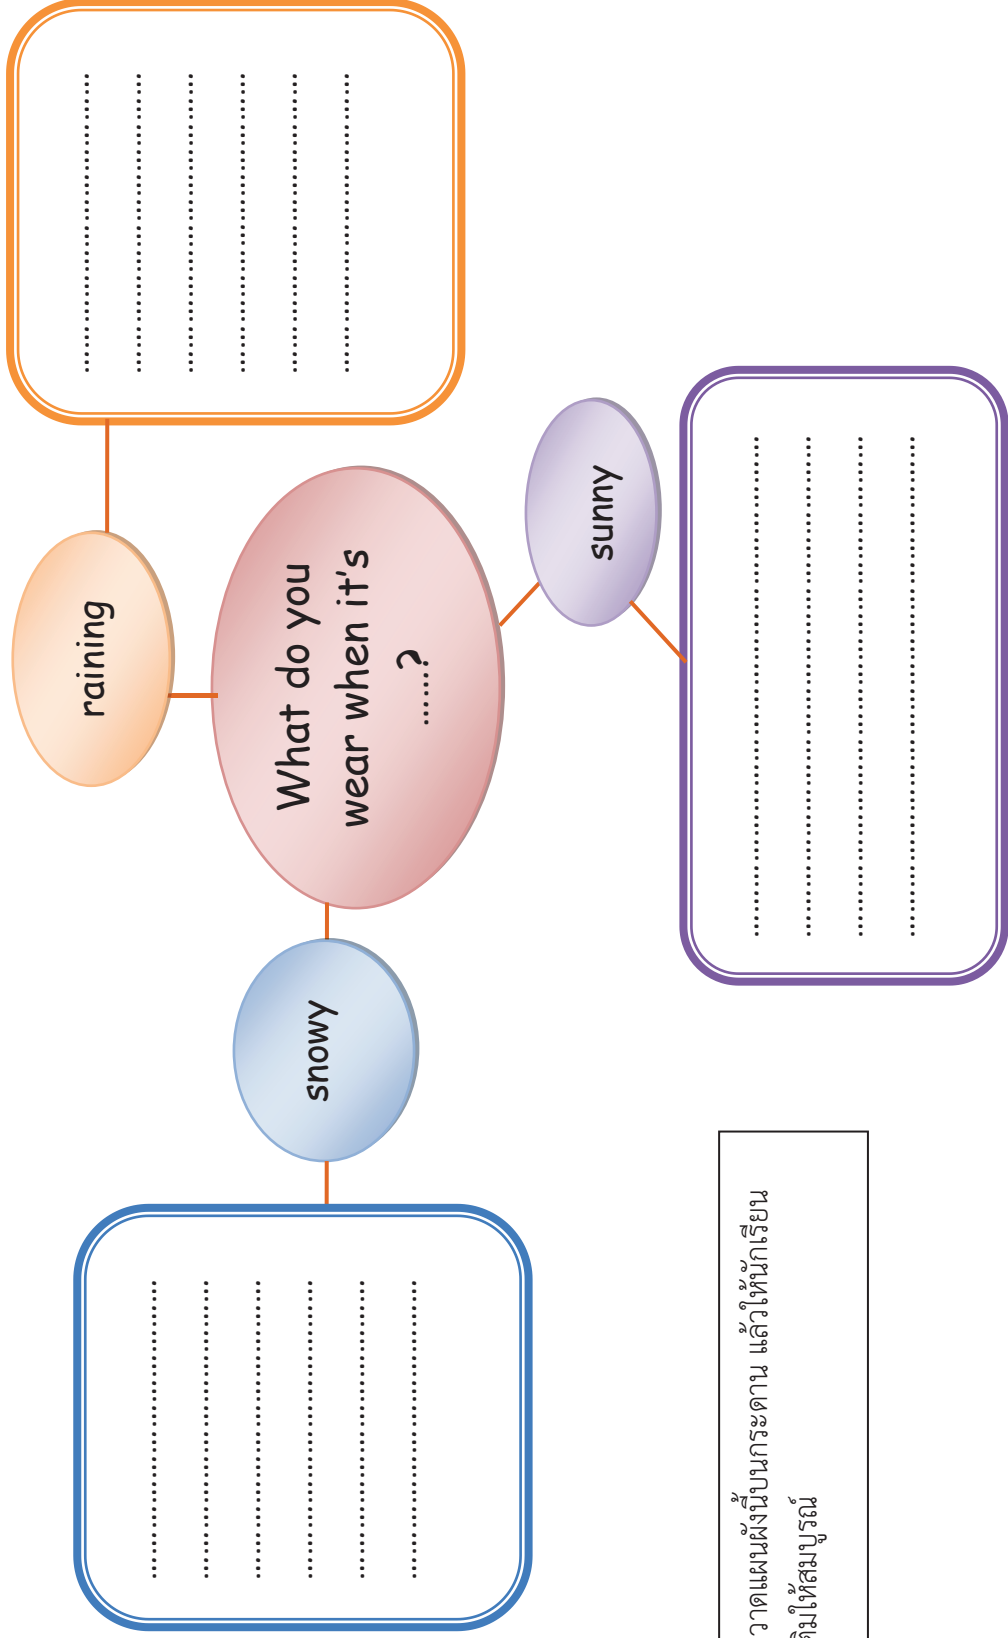 raining
What do you
wear when it's
......?
snowy
sunny
วาดแผนผังนี้บนกระดาน แล้วให้นักเรียน
ติมให้สมบูรณ์